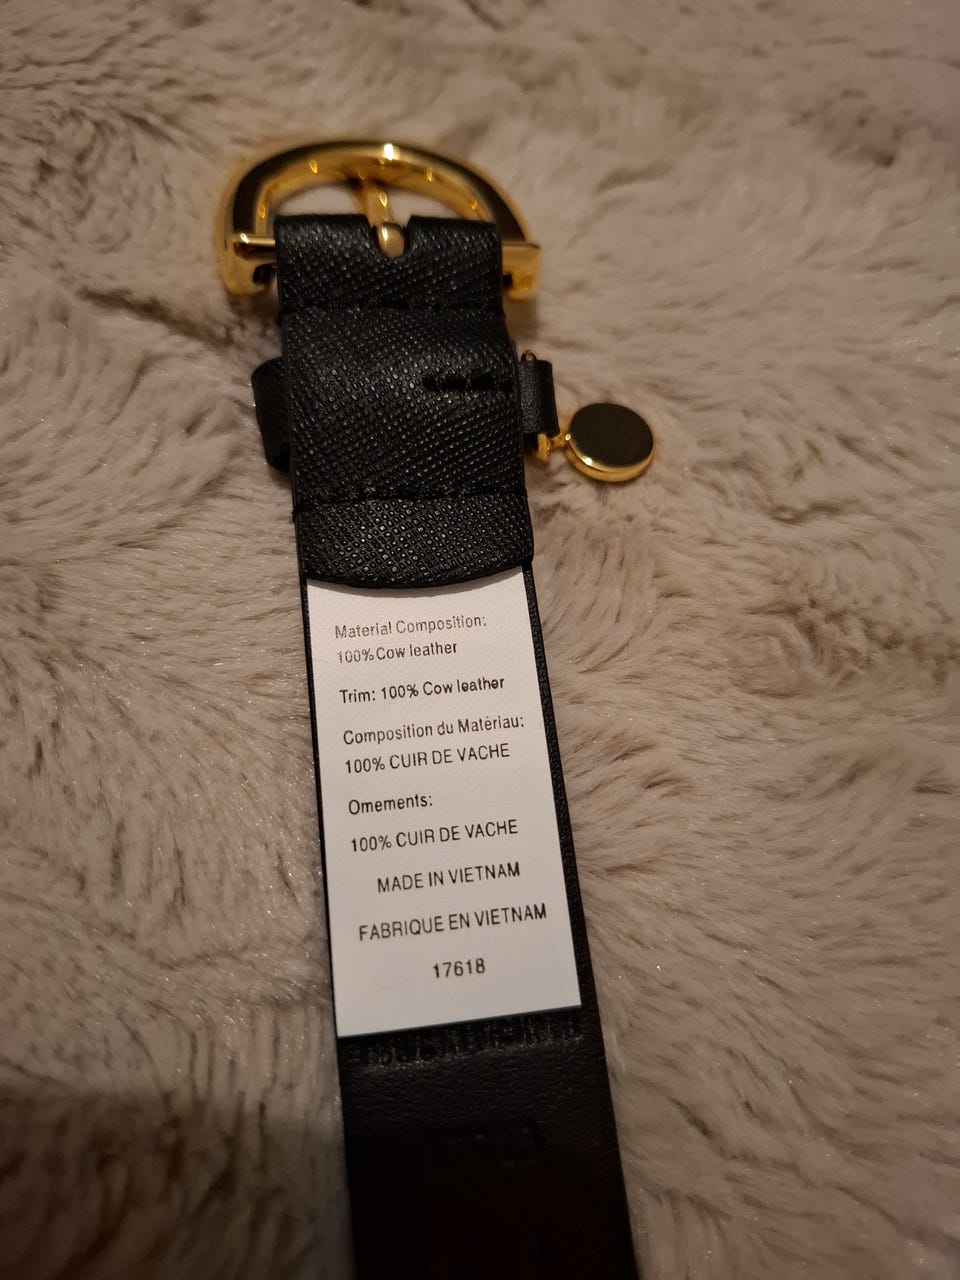 Material Composition:
100% Cow leather
Trim: 100% Cow leather
Composition du Matériau:
100% CUIR DE VACHE
Omements:
100% CUIR DE VACHE
MADE IN VIETNAM
FABRIQUE EN VIETNAM
17618